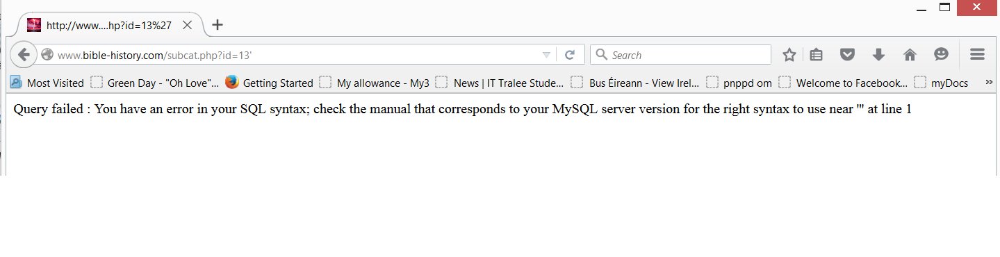 http://www....hp?id=13%27
www.bible-history.com/subcat.php?id=13'
Search
Most Visited Green Day - "Oh Love"... Getting Started My allowance - My3 News | IT Tralee Stude... Bus Éireann - View Irel... pnppd om Welcome to Facebook... myDocs »
Query failed : You have an error in your SQL syntax; check the manual that corresponds to your MySQL server version for the right syntax to use near ''' at line 1